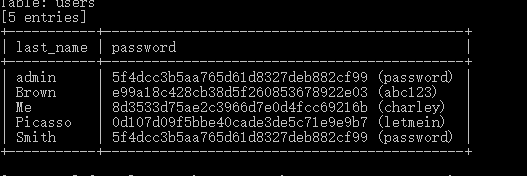 Table: users
[5 entries]
| last_name | password |
| admin | 5f4dcc3b5aa765d61d8327deb882cf99 (password) |
| Brown | e99a18c428cb38d5f260853678922e03 (abc123) |
| Me | 8d3533d75ae2c3966d7e0d4fcc69216b (charley) |
| Picasso | 0d107d09f5bbe40cade3de5c71e9e9b7 (letmein) |
| Smith | 5f4dcc3b5aa765d61d8327deb882cf99 (password) |